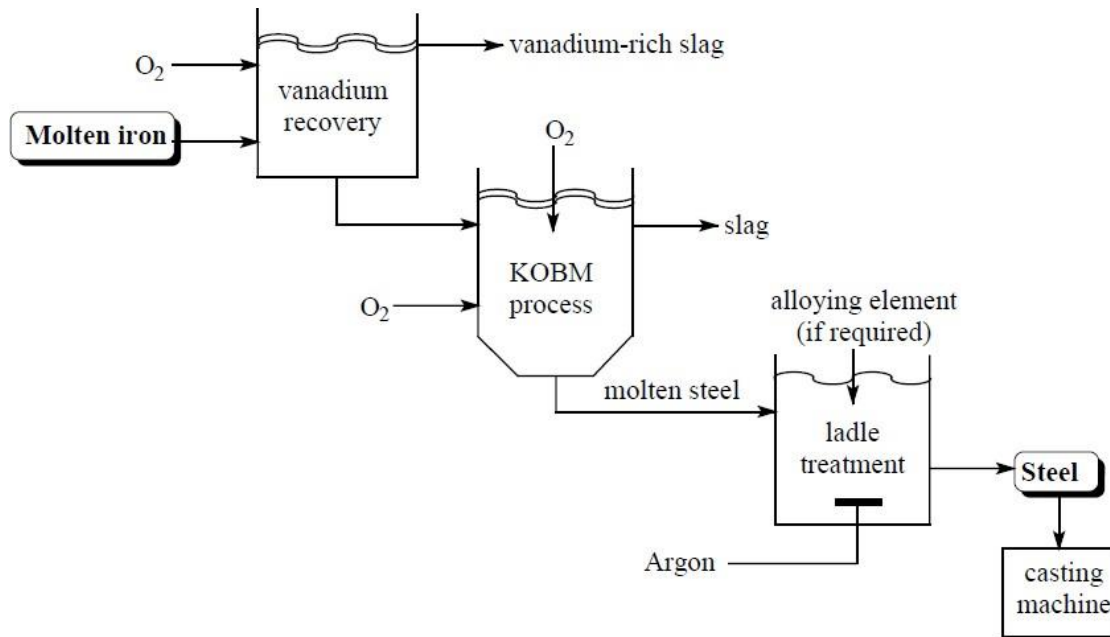 O2
vanadium-rich slag
vanadium
recovery
Molten iron
O2
slag
KOBM
process
O2
alloying element
(if required)
molten steel
ladle
treatment
Steel
Argon
casting
machine